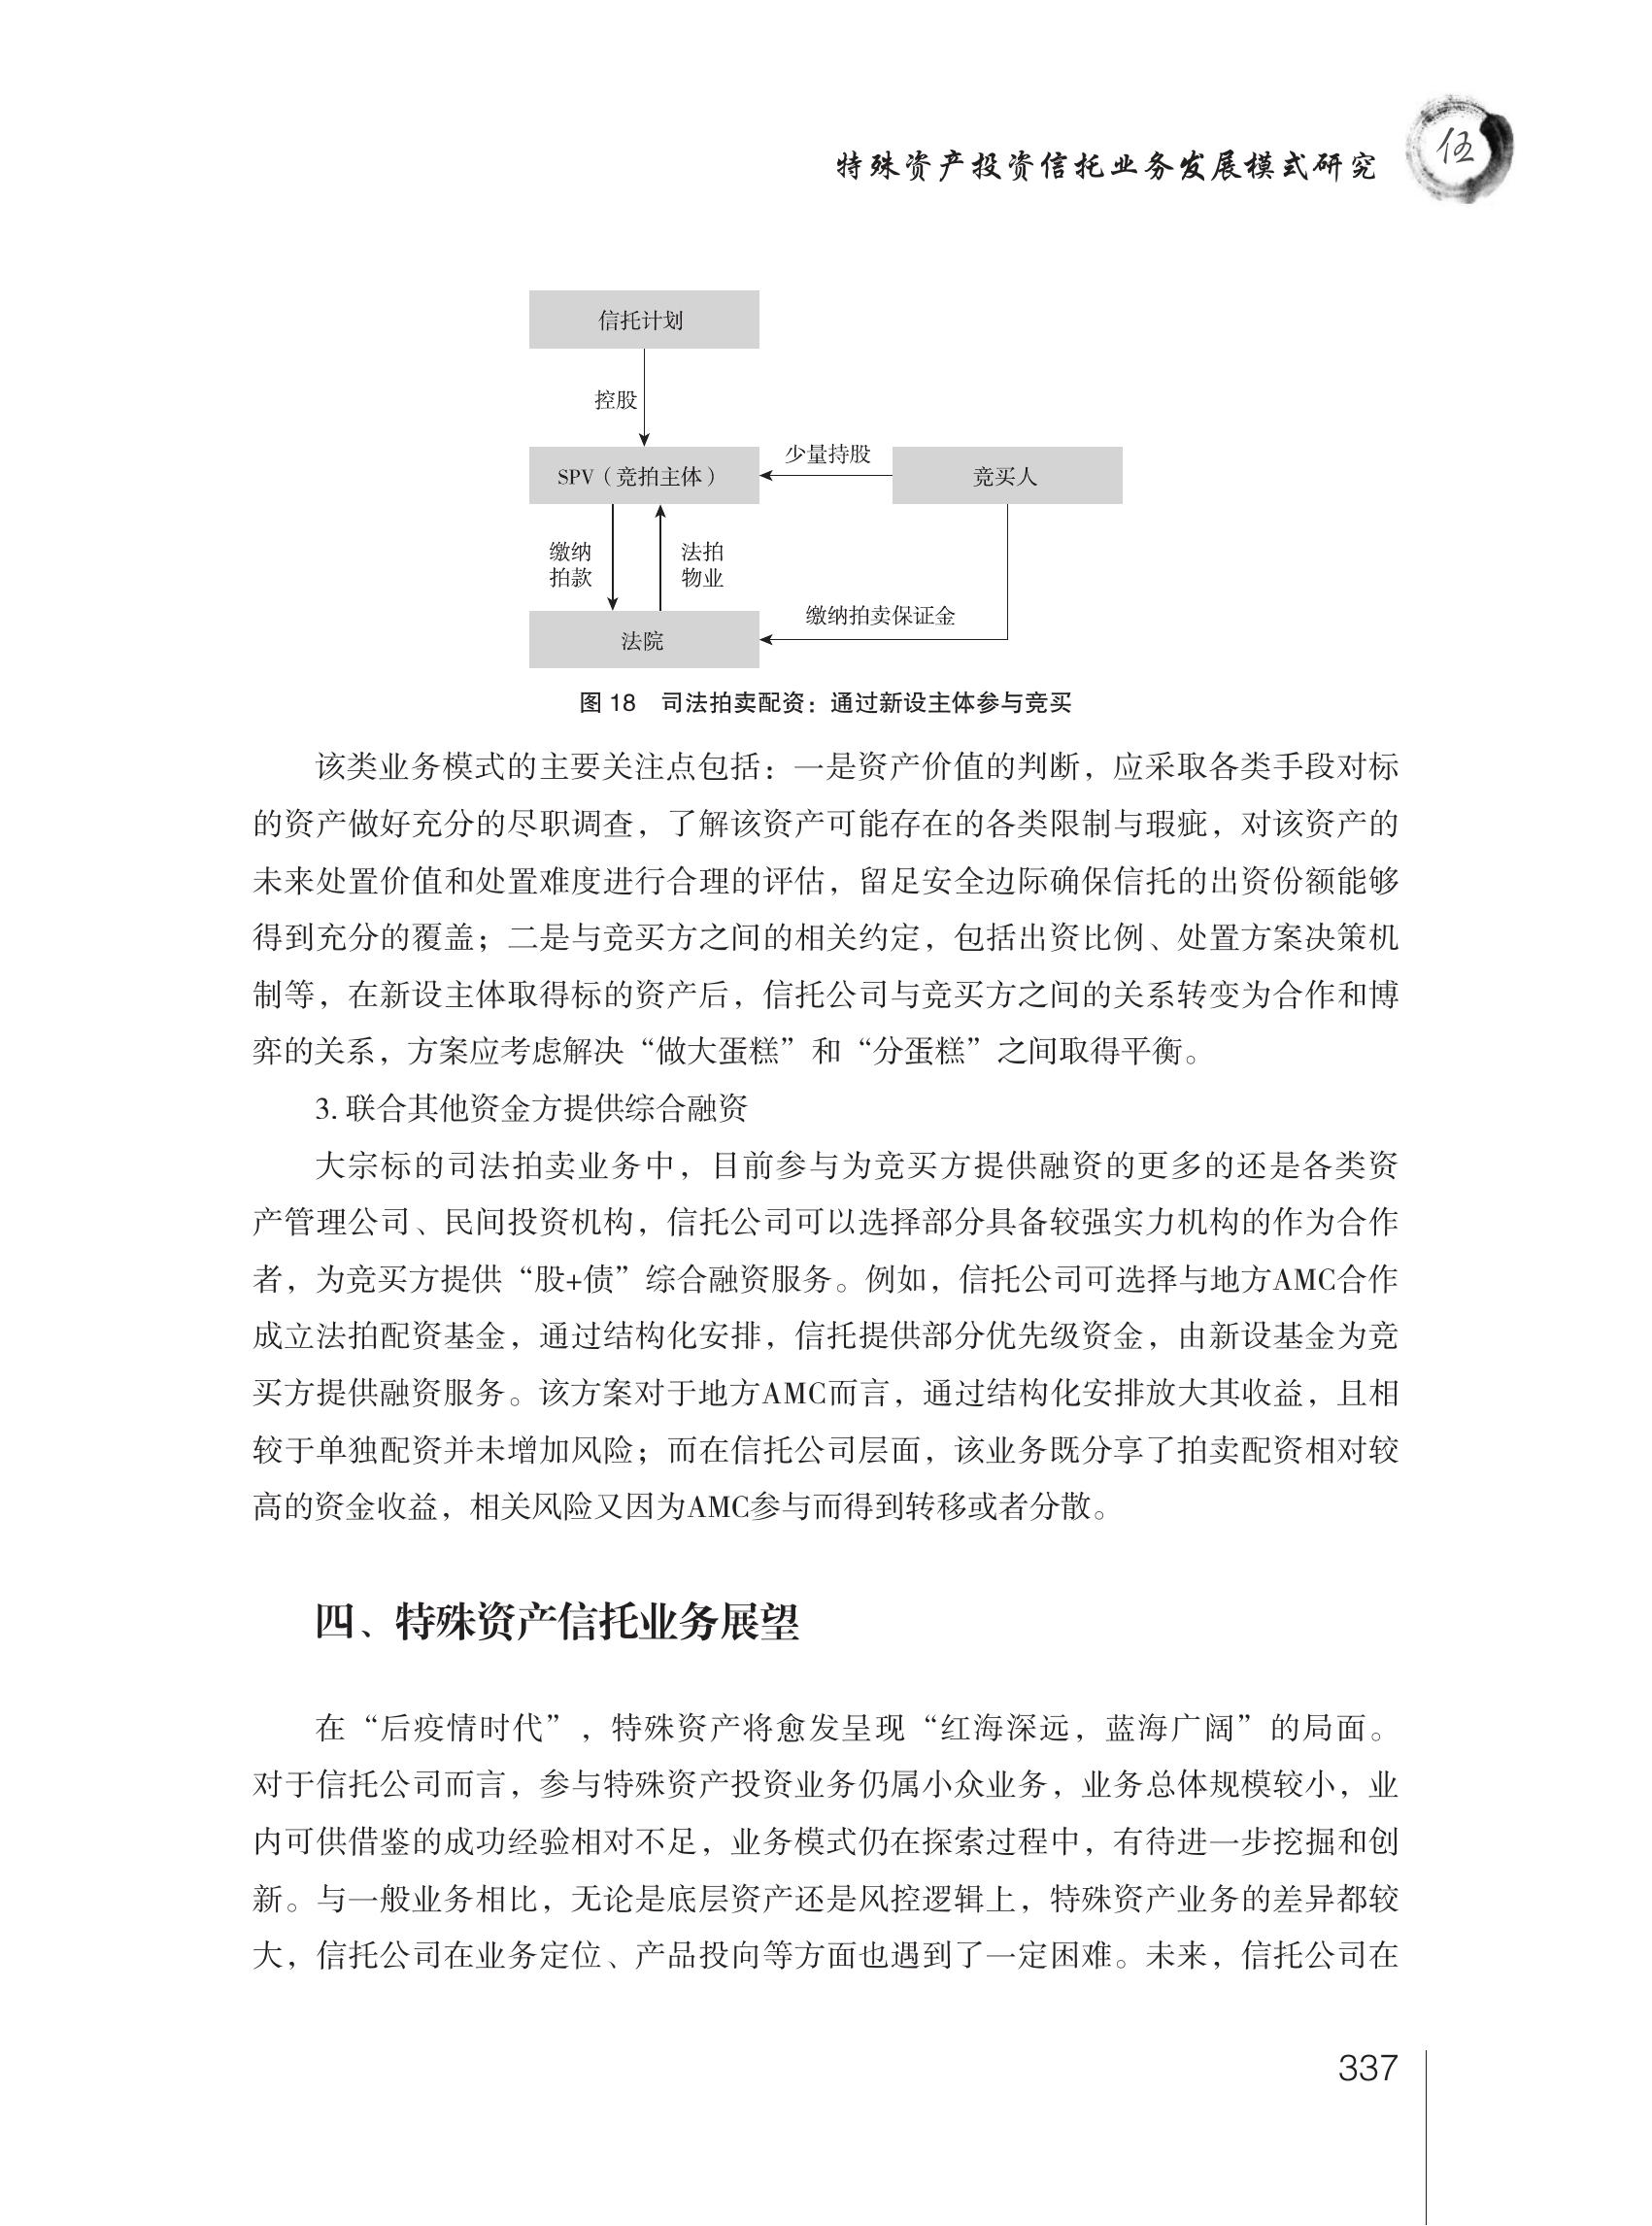 特殊资产投资信托业务发展模式研究
伍
信托计划
控股
少量持股
SPV（竞拍主体）
竞买人
缴纳
拍款
法拍
物业
缴纳拍卖保证金
法院
图 18 司法拍卖配资：通过新设主体参与竞买
该类业务模式的主要关注点包括：一是资产价值的判断，应采取各类手段对标
的资产做好充分的尽职调查，了解该资产可能存在的各类限制与瑕疵，对该资产的
未来处置价值和处置难度进行合理的评估，留足安全边际确保信托的出资份额能够
得到充分的覆盖；二是与竞买方之间的相关约定，包括出资比例、处置方案决策机
制等，在新设主体取得标的资产后，信托公司与竞买方之间的关系转变为合作和博
弈的关系，方案应考虑解决“做大蛋糕”和“分蛋糕”之间取得平衡。
3. 联合其他资金方提供综合融资
大宗标的司法拍卖业务中，目前参与为竞买方提供融资的更多的还是各类资
产管理公司、民间投资机构，信托公司可以选择部分具备较强实力机构的作为合作
者，为竞买方提供“股+债”综合融资服务。例如，信托公司可选择与地方AMC合作
成立法拍配资基金，通过结构化安排，信托提供部分优先级资金，由新设基金为竞
买方提供融资服务。该方案对于地方AMC而言，通过结构化安排放大其收益，且相
较于单独配资并未增加风险；而在信托公司层面，该业务既分享了拍卖配资相对较
高的资金收益，相关风险又因为AMC参与而得到转移或者分散。
四、特殊资产信托业务展望
在“后疫情时代”，特殊资产将愈发呈现“红海深远，蓝海广阔”的局面。
对于信托公司而言，参与特殊资产投资业务仍属小众业务，业务总体规模较小，业
内可供借鉴的成功经验相对不足，业务模式仍在探索过程中，有待进一步挖掘和创
新。与一般业务相比，无论是底层资产还是风控逻辑上，特殊资产业务的差异都较
大，信托公司在业务定位、产品投向等方面也遇到了一定困难。未来，信托公司在
337